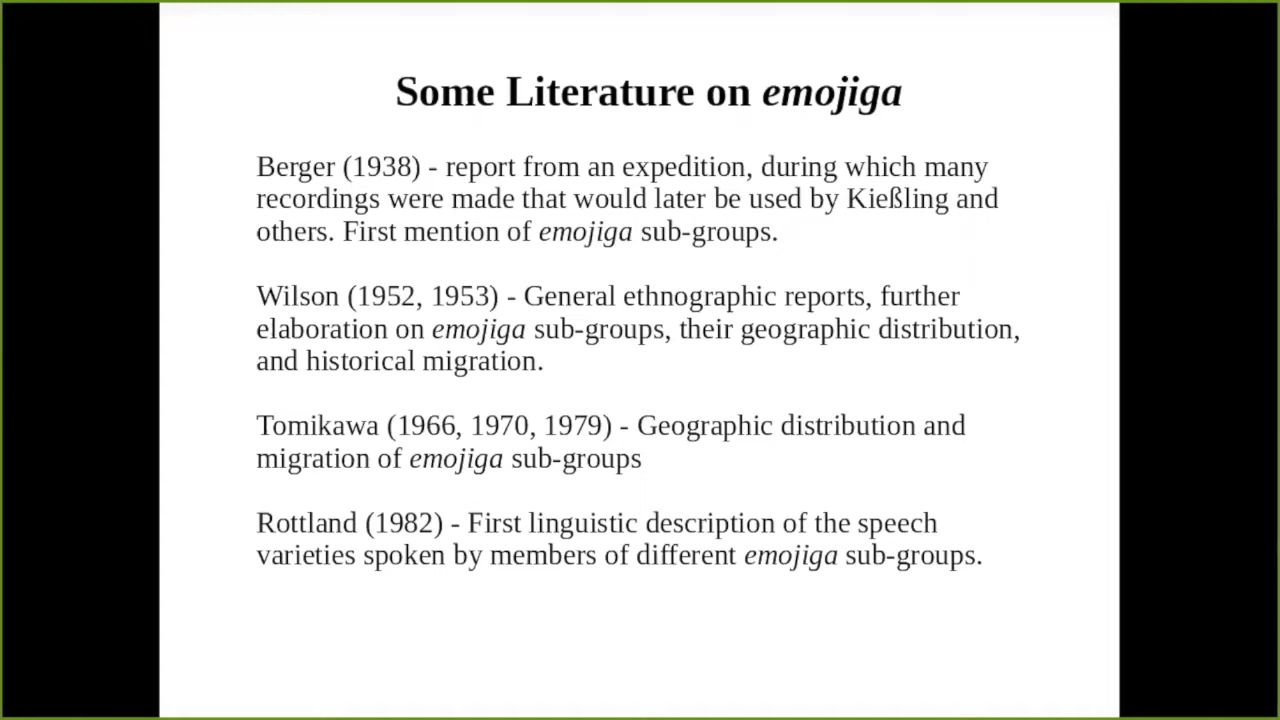 Some Literature on emojiga
Berger (1938) - report from an expedition, during which many
recordings were made that would later be used by Kießling and
others. First mention of emojiga sub-groups.
Wilson (1952, 1953) - General ethnographic reports, further
elaboration on emojiga sub-groups, their geographic distribution,
and historical migration.
Tomikawa (1966, 1970, 1979) - Geographic distribution and
migration of emojiga sub-groups
Rottland (1982) - First linguistic description of the speech
varieties spoken by members of different emojiga sub-groups.